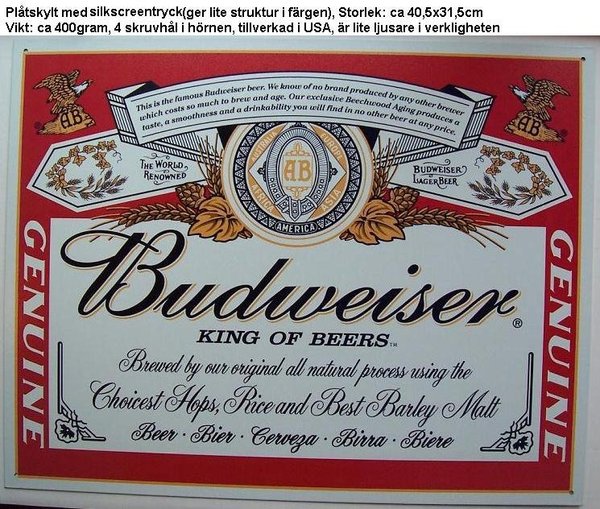 Plåtskylt med silkscreentryck(ger lite struktur i färgen), Storlek: ca 40,5x31,5cm
Vikt: ca 400gram, 4 skruvhål i hörnen, tillverkad i USA, är lite ljusare i verkligheten
This is the famous Budweiser beer. We know of no brand produced by any other brewer
which costs so much to brew and age. Our exclusive Beechwood Aging produces a
taste, a smoothness and a drinkability you will find in no other beer at any price.
AB
AB
THE WORLD
RENOWNED
AB
EUROPE
AFRICA
ASIA
AMERICA
BUDWEISER
LAGER BEER
GENUINE
GENUINE
Budweiser®
KING OF BEERS™
Brewed by our original all natural process using the
Choicest Hops, Rice and Best Barley Malt
Beer · Bier · Cerveza · Birra · Biere